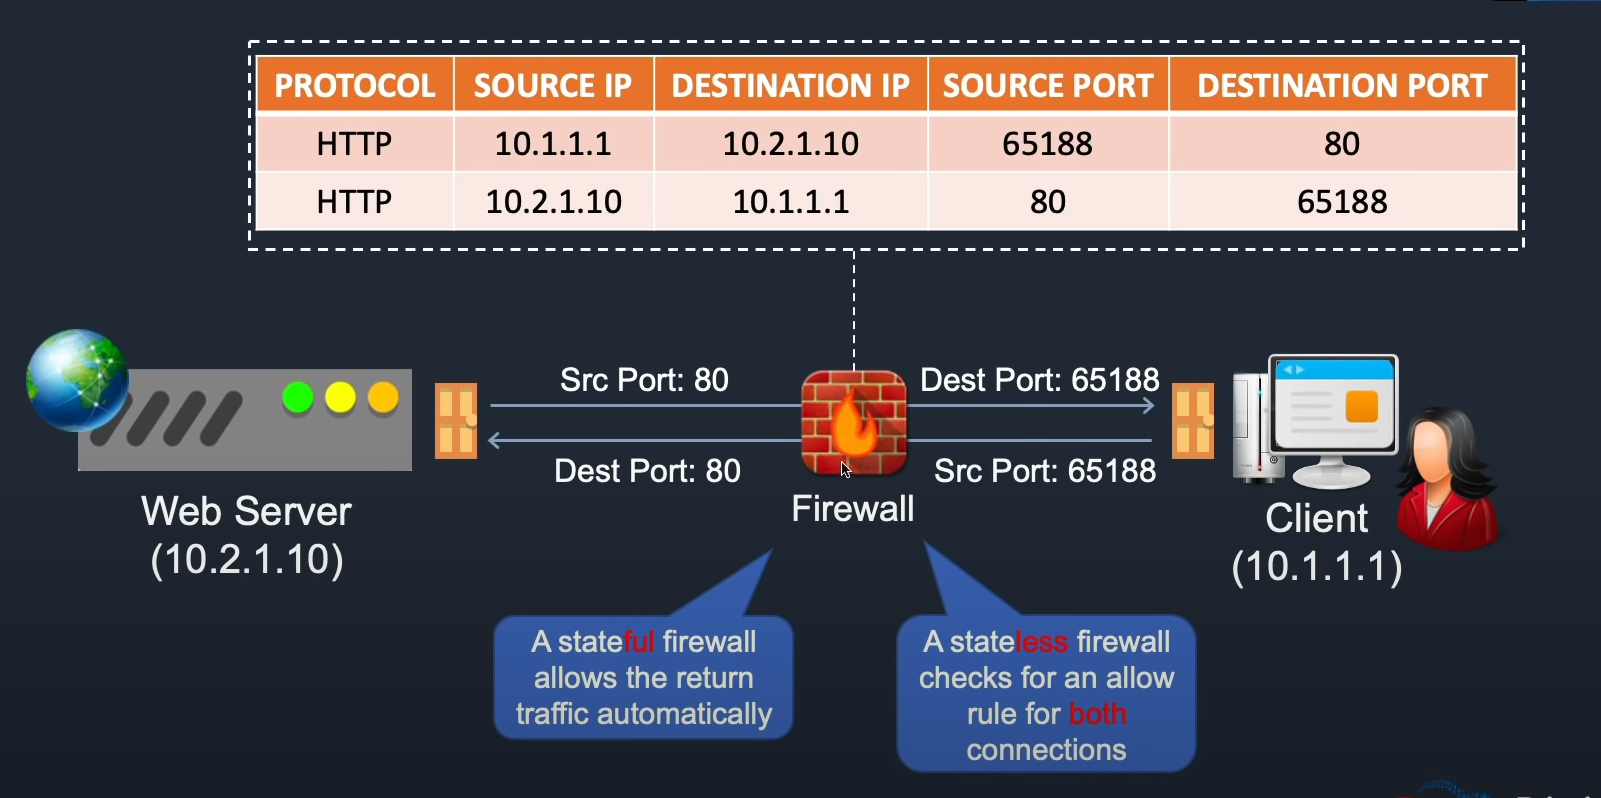 PROTOCOL SOURCE IP DESTINATION IP SOURCE PORT DESTINATION PORT
HTTP 10.1.1.1 10.2.1.10 65188 80
HTTP 10.2.1.10 10.1.1.1 80 65188
Src Port: 80
Dest Port: 65188
Dest Port: 80
Src Port: 65188
Firewall
Web Server
(10.2.1.10)
Client
(10.1.1.1)
A stateful firewall
allows the return
traffic automatically
A stateless firewall
checks for an allow
rule for both
connections